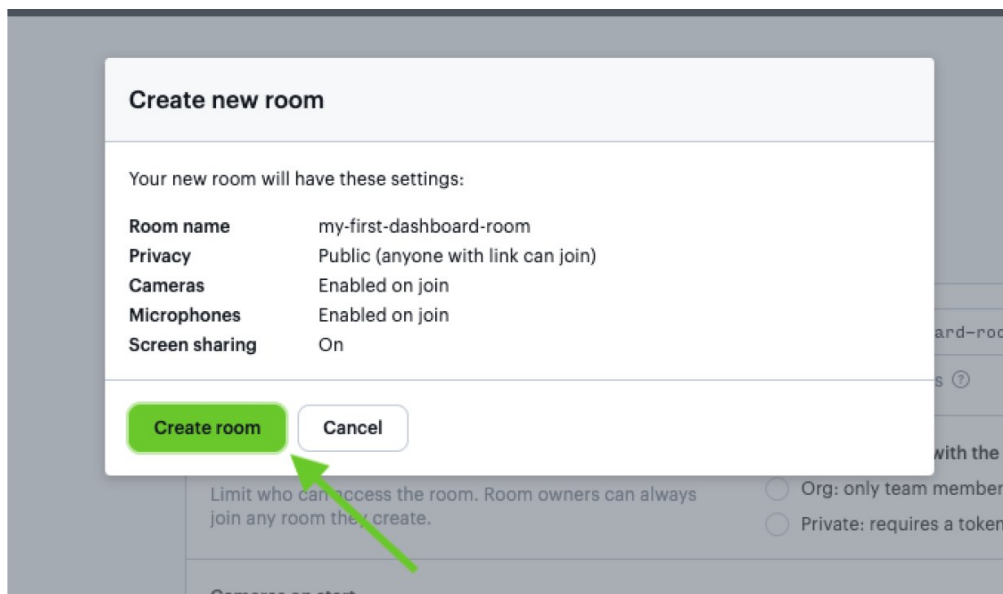 Create new room
Your new room will have these settings:
Room name my-first-dashboard-room
Privacy Public (anyone with link can join)
Cameras Enabled on join
Microphones Enabled on join
Screen sharing On
Create room Cancel
with the
Limit who can access the room. Room owners can always
join any room they create.
Org: only team member
Private: requires a token